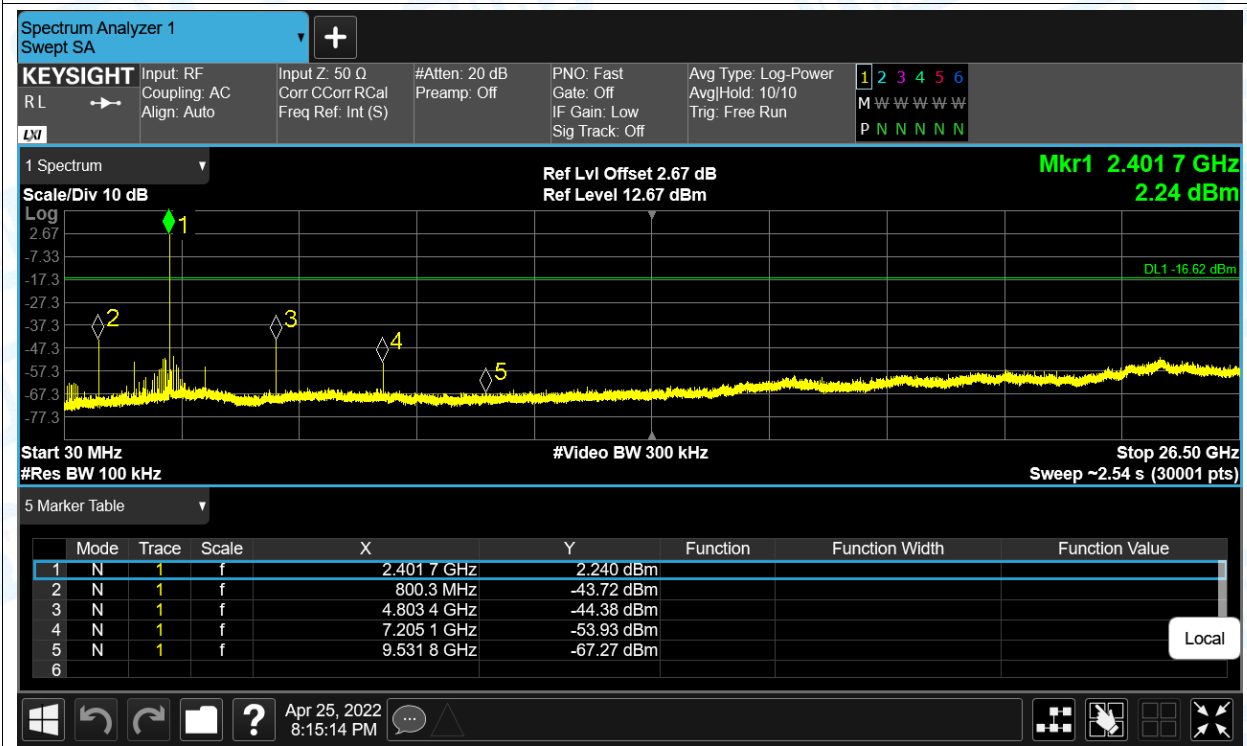 Spectrum Analyzer 1
Swept SA
KEYSIGHT Input: RF Input Z: 50 Ω #Atten: 20 dB PNO: Fast Avg Type: Log-Power 1 2 3 4 5 6
R L Coupling: AC Corr CCorr RCal Preamp: Off Gate: Off Avg|Hold: 10/10 M W W W W W W
Align: Auto Freq Ref: Int (S) IF Gain: Low Trig: Free Run
LXI Sig Track: Off P N N N N N N
1 Spectrum Ref Lvl Offset 2.67 dB Mkr1 2.401 7 GHz
Scale/Div 10 dB Ref Level 12.67 dBm 2.24 dBm
Log
1
2.67
-7.33
DL1 -16.62 dBm
-17.3
-27.3
2 3
-37.3
4
-47.3
5
-57.3
-67.3
-77.3
Start 30 MHz #Video BW 300 kHz Stop 26.50 GHz
#Res BW 100 kHz Sweep ~2.54 s (30001 pts)
5 Marker Table
Mode Trace Scale X Y Function Function Width Function Value
1 N 1 f 2.401 7 GHz 2.240 dBm
2 N 1 f 800.3 MHz -43.72 dBm
3 N 1 f 4.803 4 GHz -44.38 dBm
4 N 1 f 7.205 1 GHz -53.93 dBm
5 N 1 f 9.531 8 GHz -67.27 dBm
6
Local
? Apr 25, 2022
8:15:14 PM